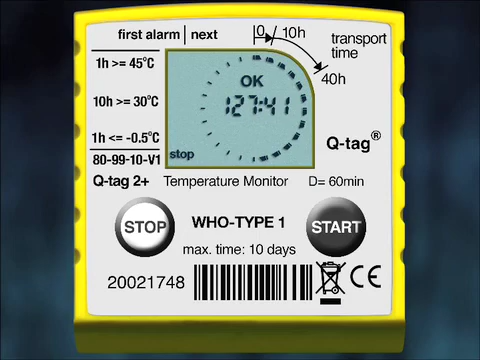 first alarm | next
0 / 10h
transport
time
40h
1h >= 45°C
10h >= 30°C
1h <= -0.5°C
80-99-10-V1
OK
127:41
stop
Q-tag®
Q-tag 2+ Temperature Monitor D= 60min
STOP
WHO-TYPE 1
START
max. time: 10 days
20021748
CE